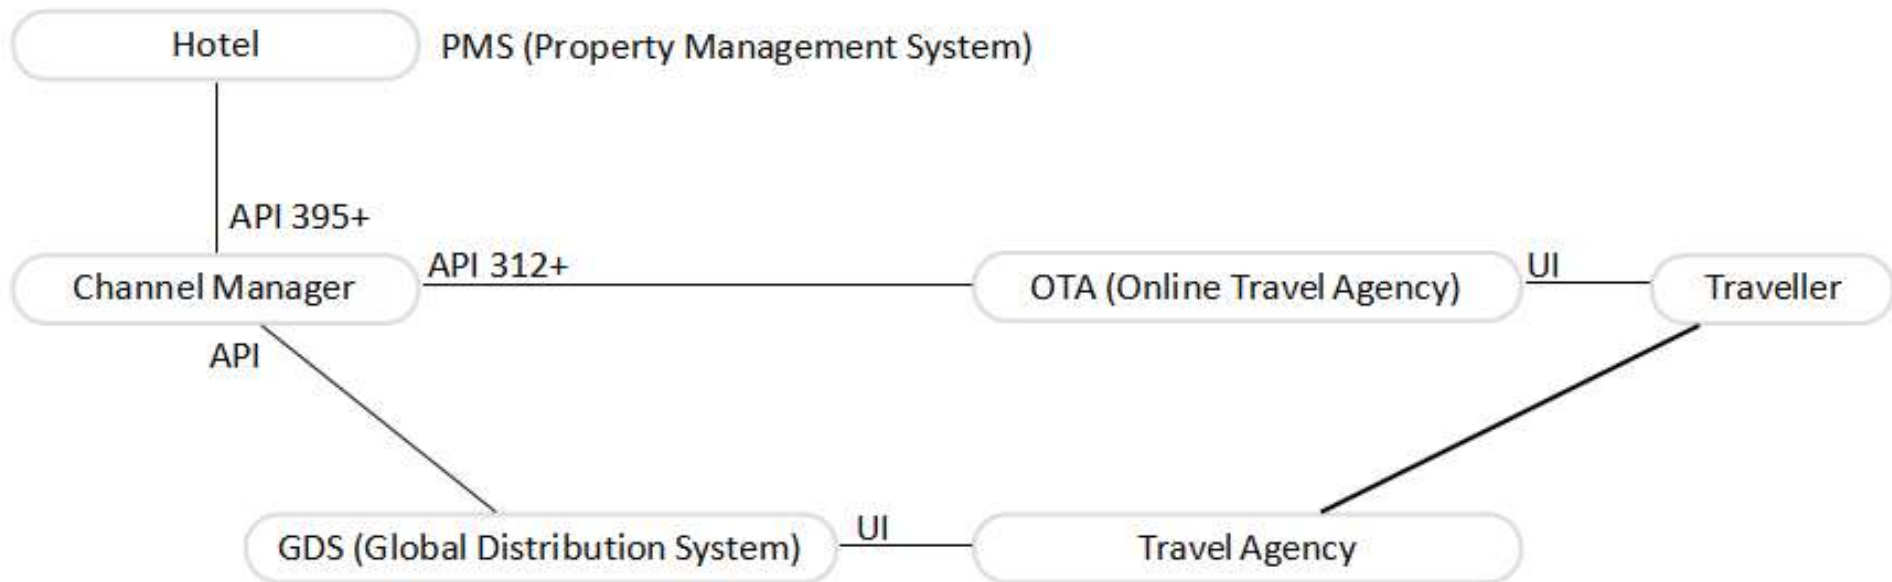 Hotel
PMS (Property Management System)
API 395+
Channel Manager
API 312+
OTA (Online Travel Agency)
UI
Traveller
API
GDS (Global Distribution System)
UI
Travel Agency